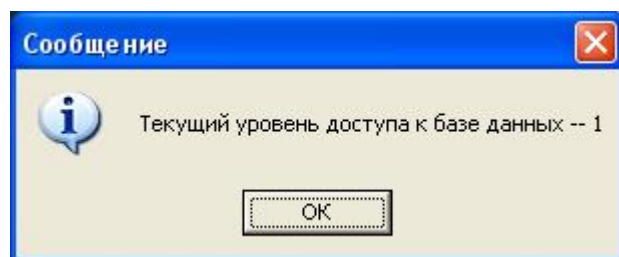 Сообщение
Текущий уровень доступа к базе данных -- 1
OK